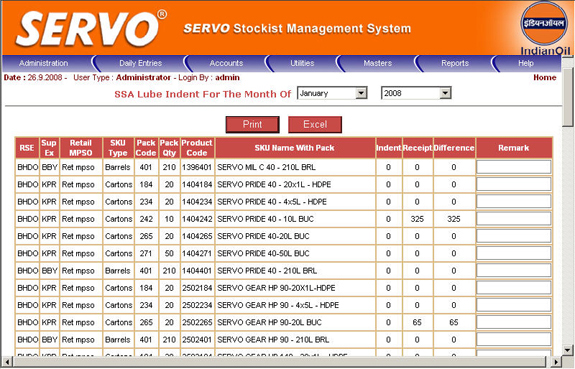 SERVO®
SERVO Stockist Management System
इंडियनऑयल
IndianOil
Administration Daily Entries Accounts Utilities Masters Reports Help
Date : 26.9.2008 - User Type : Administrator - Login By : admin Home
SSA Lube Indent For The Month Of January 2008
Print Excel
RSE Sup Ex Retail MPSO SKU Type Pack Code Pack Qty Product Code SKU Name With Pack Indent Receipt Difference Remark
BHDO BBY Ret mpso Barrels 401 210 1396401 SERVO MIL C 40 - 210L BRL 0 0 0
BHDO KPR Ret mpso Cartons 184 20 1404184 SERVO PRIDE 40 - 20x1L - HDPE 0 0 0
BHDO KPR Ret mpso Cartons 234 20 1404234 SERVO PRIDE 40 - 4x5L - HDPE 0 0 0
BHDO KPR Ret mpso Cartons 242 10 1404242 SERVO PRIDE 40 - 10L BUC 0 325 325
BHDO KPR Ret mpso Cartons 265 20 1404265 SERVO PRIDE 40-20L BUC 0 0 0
BHDO KPR Ret mpso Cartons 271 50 1404271 SERVO PRIDE 40-50L BUC 0 0 0
BHDO BBY Ret mpso Barrels 401 210 1404401 SERVO PRIDE 40 - 210L BRL 0 0 0
BHDO KPR Ret mpso Cartons 184 20 2502184 SERVO GEAR HP 90-20X1L-HDPE 0 0 0
BHDO KPR Ret mpso Cartons 234 20 2502234 SERVO GEAR HP 90 - 4x5L - HDPE 0 0 0
BHDO KPR Ret mpso Cartons 265 20 2502265 SERVO GEAR HP 90-20L BUC 0 65 65
BHDO BBY Ret mpso Barrels 401 210 2502401 SERVO GEAR HP 90 - 210L BRL 0 0 0
BHDO KPR Ret mpso Cartons 184 20 SERVO GEAR HP